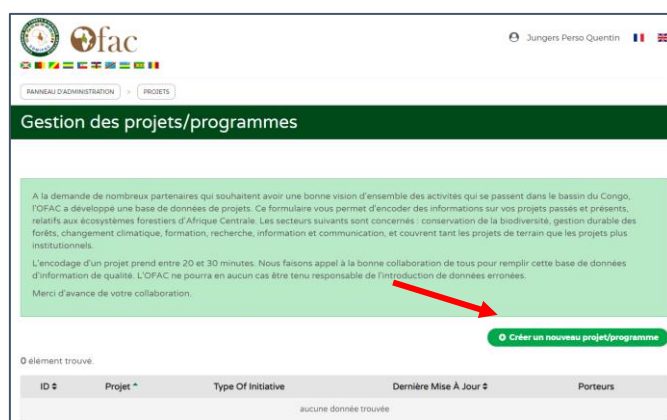 Ofac
Jungers Perso Quentin
PANNEAU D'ADMINISTRATION > PROJETS
Gestion des projets/programmes
A la demande de nombreux partenaires qui souhaitent avoir une bonne vision d'ensemble des activités qui se passent dans le bassin du Congo,
l'OFAC a développé une base de données de projets. Ce formulaire vous permet d'encoder des informations sur vos projets passés et présents,
relatifs aux écosystèmes forestiers d'Afrique Centrale. Les secteurs suivants sont concernés : conservation de la biodiversité, gestion durable des
forêts, changement climatique, formation, recherche, information et communication, et couvrent tant les projets de terrain que les projets plus
institutionnels.
L'encodage d'un projet prend entre 20 et 30 minutes. Nous faisons appel à la bonne collaboration de tous pour remplir cette base de données
d'information de qualité. L'OFAC ne pourra en aucun cas être tenu responsable de l'introduction de données erronées.
Merci d'avance de votre collaboration.
Créer un nouveau projet/programme
0 élement trouvé.
ID Projet Type Of Initiative Dernière Mise À Jour Porteurs
aucune donnée trouvée